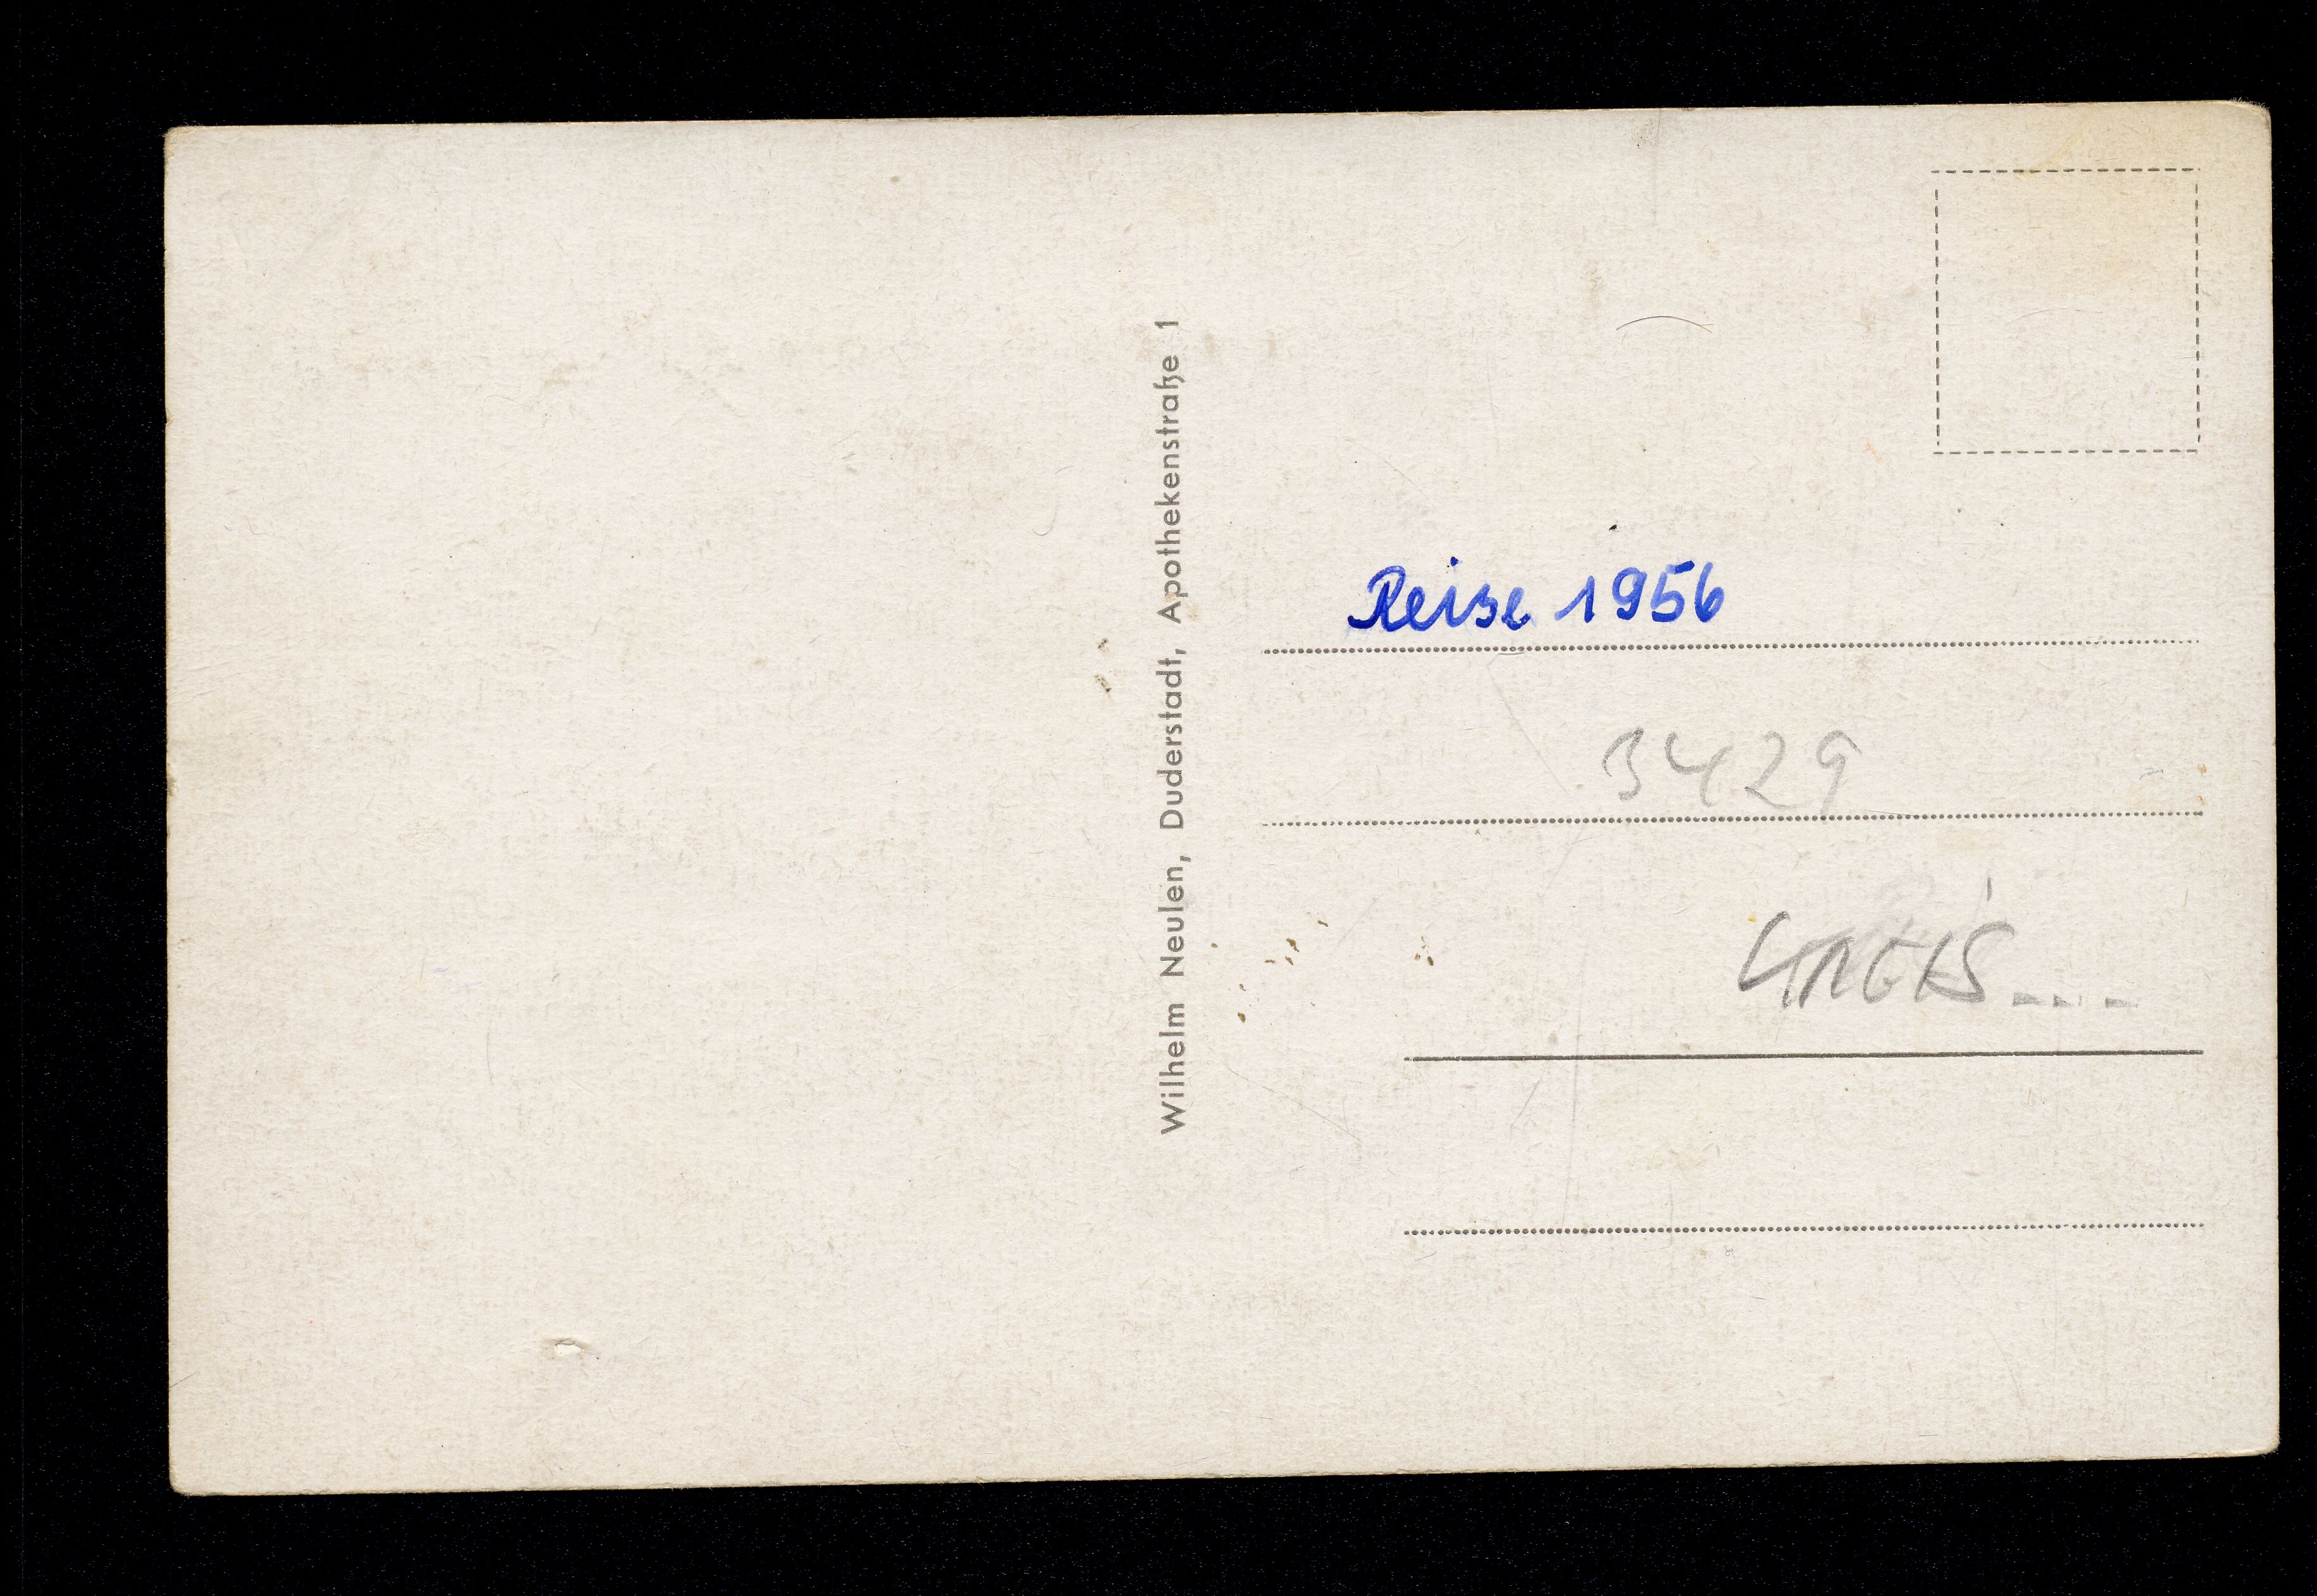 Wilhelm Neulen, Duderstadt, Apothekenstraße 1
Reise 1956
3429